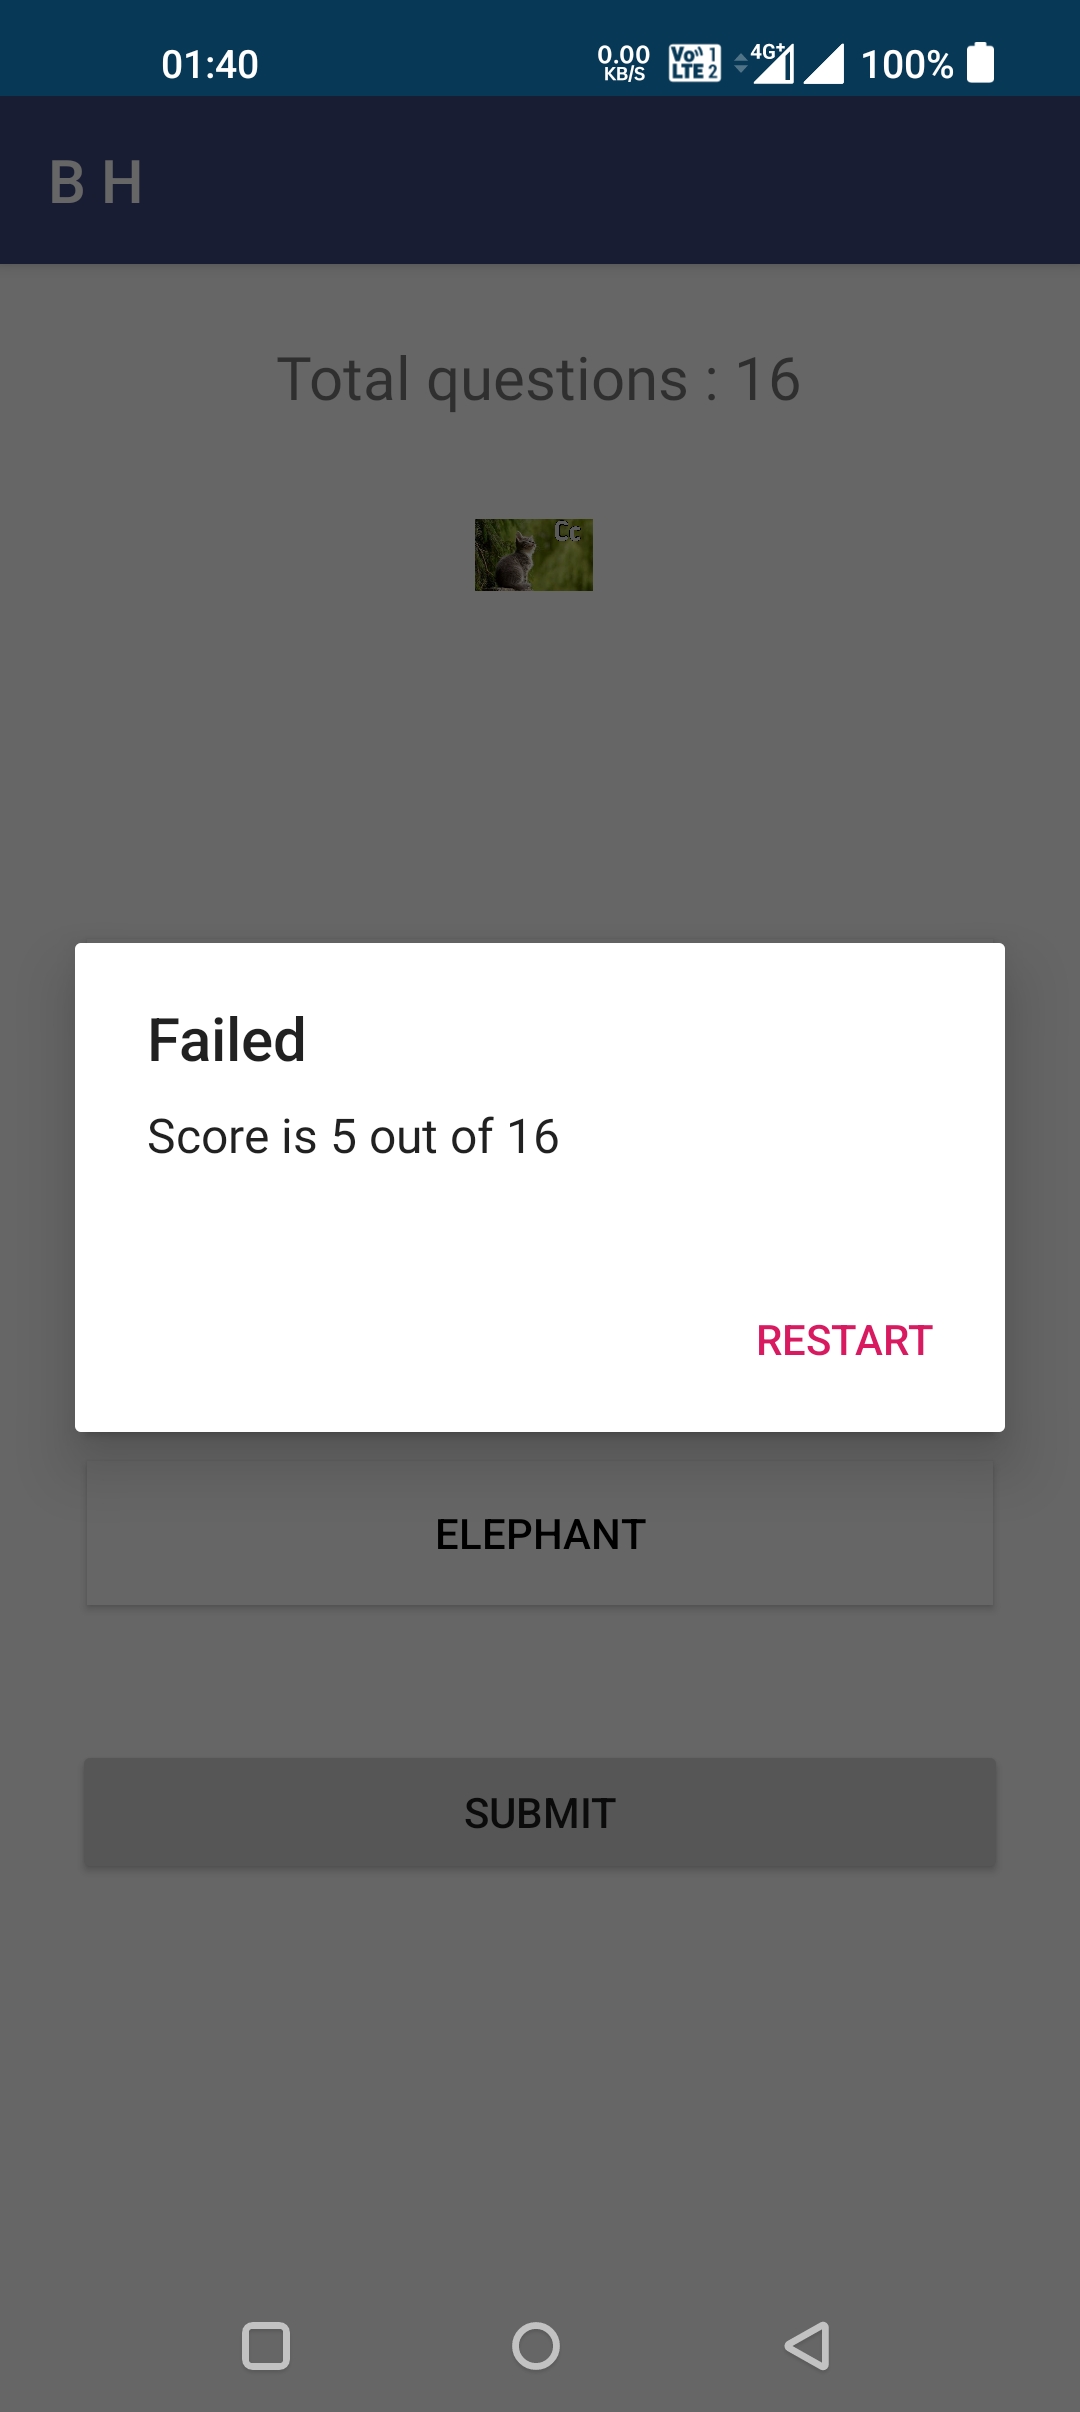 01:40
0.00
KB/S
Vo 1
LTE 2
4G+
100%
B H
Total questions : 16
Cc
Failed
Score is 5 out of 16
RESTART
ELEPHANT
SUBMIT